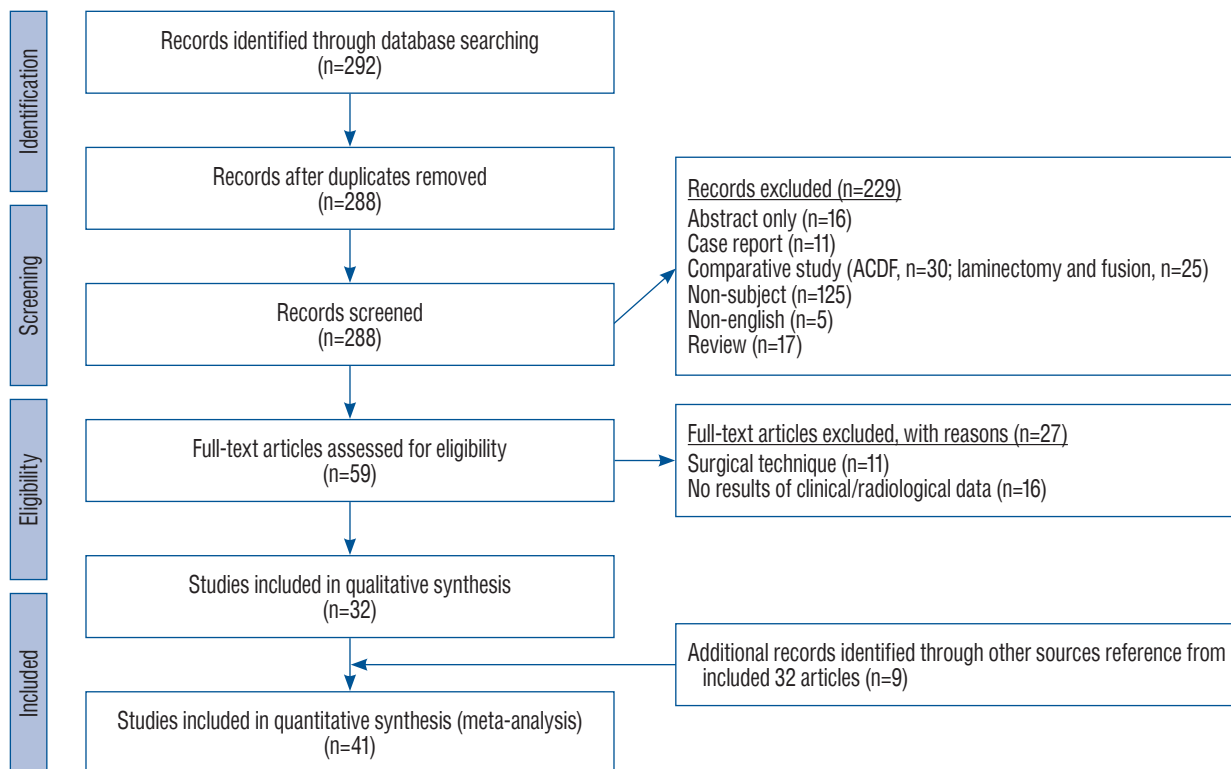 Identification
Records identified through database searching
(n=292)
Records after duplicates removed
(n=288)
Screening
Records screened
(n=288)
Records excluded (n=229)
Abstract only (n=16)
Case report (n=11)
Comparative study (ACDF, n=30; laminectomy and fusion, n=25)
Non-subject (n=125)
Non-english (n=5)
Review (n=17)
Eligibility
Full-text articles assessed for eligibility
(n=59)
Full-text articles excluded, with reasons (n=27)
Surgical technique (n=11)
No results of clinical/radiological data (n=16)
Studies included in qualitative synthesis
(n=32)
Included
Additional records identified through other sources reference from
included 32 articles (n=9)
Studies included in quantitative synthesis (meta-analysis)
(n=41)